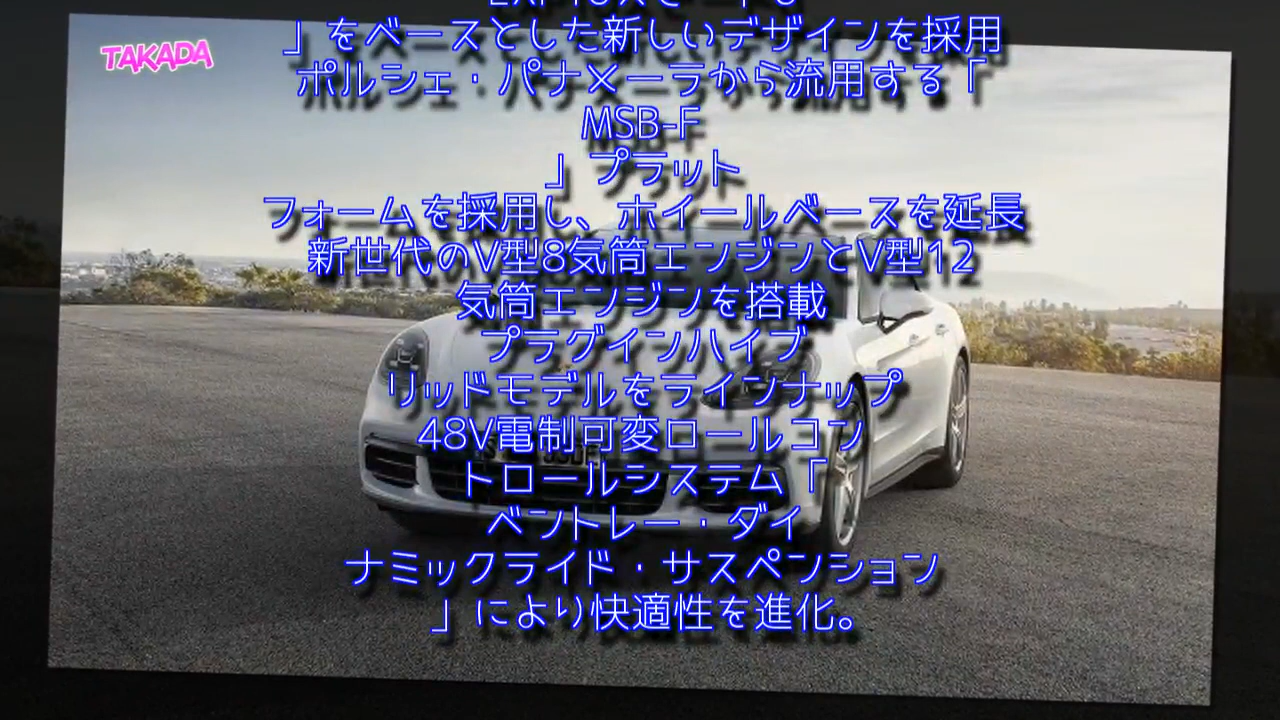 TAKADA
」をベースとした新しいデザインを採用
ポルシェ・パナメーラから流用する「
MSB-F
」プラット
フォームを採用し、ホイールベースを延長
新世代のV型8気筒エンジンとV型12
気筒エンジンを搭載
プラグインハイブ
リッドモデルをラインナップ
48V電制可変ロールコン
トロールシステム「
ベントレー・ダイ
ナミックライド・サスペンション
」により快適性を進化。